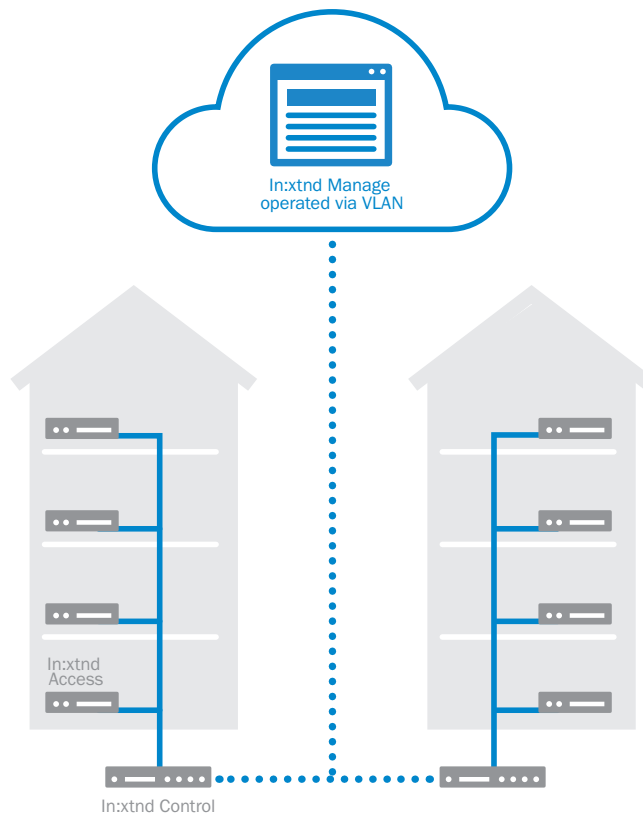 In:xtnd Manage
operated via VLAN
In:xtnd
Access
In:xtnd Control